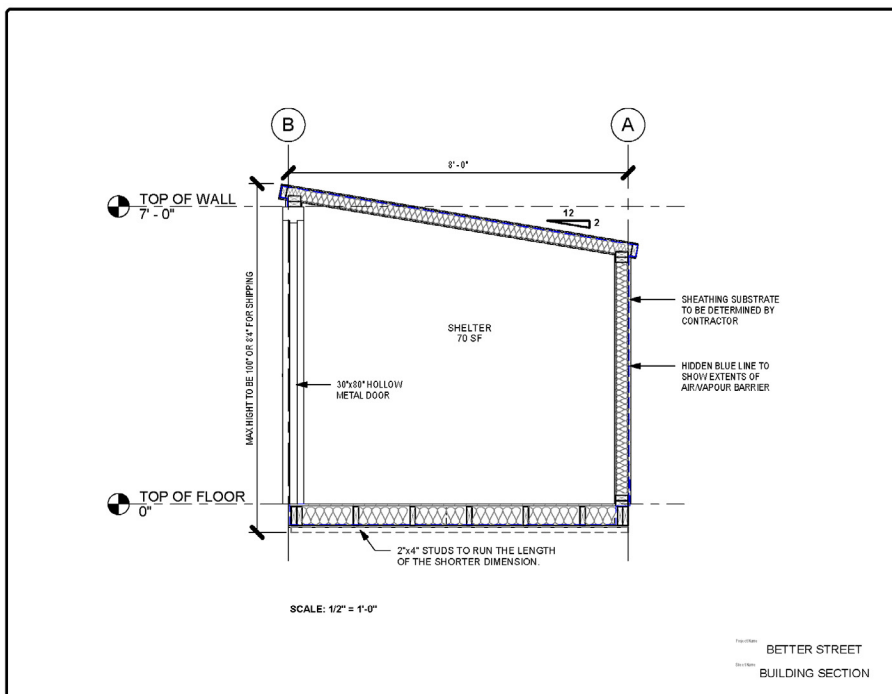 B
A
8' - 0"
TOP OF WALL
7' - 0"
12
2
MAX HIGHT TO BE 100" OR 8'4" FOR SHIPPING
SHEATHING SUBSTRATE
TO BE DETERMINED BY
CONTRACTOR
SHELTER
70 SF
HIDDEN BLUE LINE TO
SHOW EXTENTS OF
AIR/VAPOUR BARRIER
30"x80" HOLLOW
METAL DOOR
TOP OF FLOOR
0"
2"x4" STUDS TO RUN THE LENGTH
OF THE SHORTER DIMENSION.
SCALE: 1/2" = 1'-0"
BETTER STREET
BUILDING SECTION